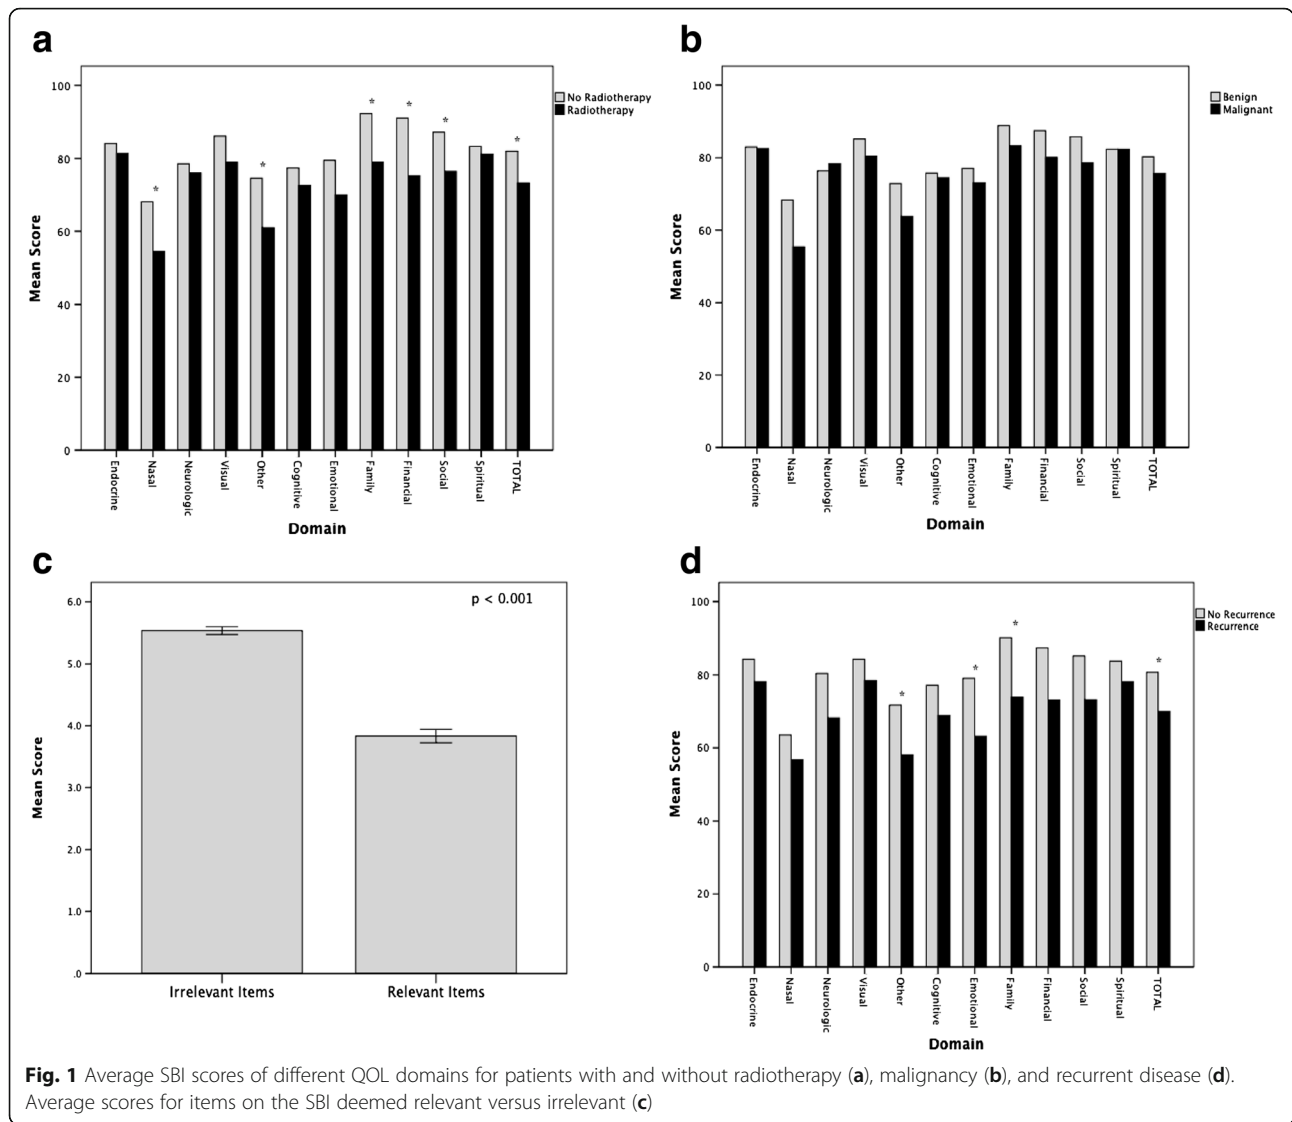 a
100
80
60
40
20
0
Mean Score
* * * * * *
No Radiotherapy
Radiotherapy
Endocrine
Nasal
Neurologic
Visual
Other
Cognitive
Emotional
Family
Financial
Social
Spiritual
TOTAL
Domain
b
100
80
60
40
20
0
Mean Score
Benign
Malignant
Endocrine
Nasal
Neurologic
Visual
Other
Cognitive
Emotional
Family
Financial
Social
Spiritual
TOTAL
Domain
c
6.0
5.0
4.0
3.0
2.0
1.0
.0
Mean Score
p < 0.001
Irrelevant Items
Relevant Items
d
100
80
60
40
20
0
Mean Score
* * * *
No Recurrence
Recurrence
Endocrine
Nasal
Neurologic
Visual
Other
Cognitive
Emotional
Family
Financial
Social
Spiritual
TOTAL
Domain
Fig. 1 Average SBI scores of different QOL domains for patients with and without radiotherapy (a), malignancy (b), and recurrent disease (d).
Average scores for items on the SBI deemed relevant versus irrelevant (c)